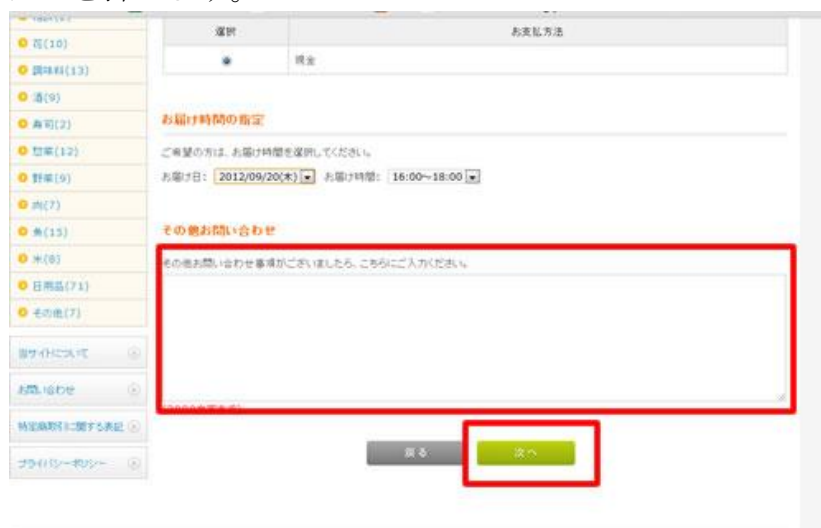 花(10)
調味料(13)
酒(9)
寿司(2)
惣菜(12)
野菜(9)
肉(7)
魚(15)
米(8)
日用品(71)
その他(7)
当サイトについて
お問い合わせ
特定商取引に関する表記
プライバシーポリシー
選択 お支払方法
現金
お届け時間の指定
ご希望の方は、お届け時間を選択してください。
お届け日: 2012/09/20(木) お届け時間: 16:00~18:00
その他お問い合わせ
その他お問い合わせ事項がございましたら、こちらにご入力ください。
戻る 次へ